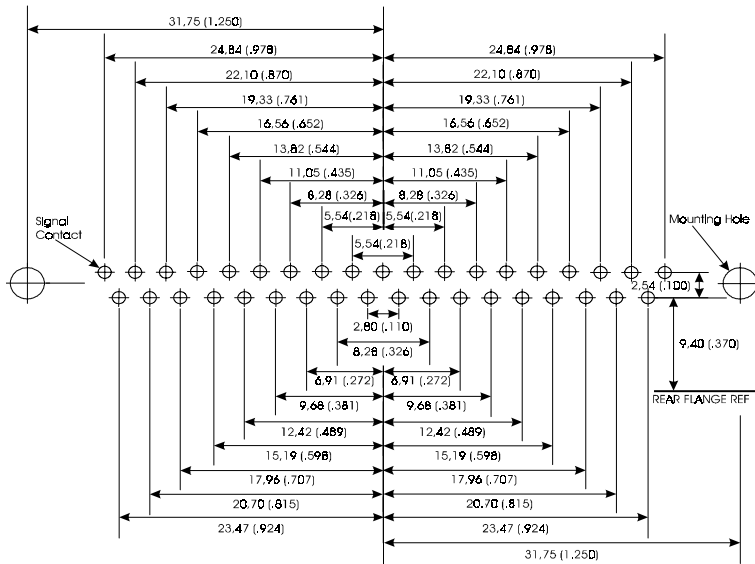 31,75 (1.250)
24,84 (.978) 24,84 (.978)
22,10 (.870) 22,10 (.870)
19,33 (.761) 19,33 (.761)
16,56 (.652) 16,56 (.652)
13,82 (.544) 13,82 (.544)
11,05 (.435) 11,05 (.435)
8,28 (.326) 8,28 (.326)
Signal
Contact
5,54(.218) 5,54(.218)
Mounting Hole
5,54(.218)
2,54 (.100)
2,80 (.110)
8,28 (.326)
9,40 (.370)
6,91 (.272) 6,91 (.272)
REAR FLANGE REF
9,68 (.381) 9,68 (.381)
12,42 (.489) 12,42 (.489)
15,19 (.598) 15,19 (.598)
17,96 (.707) 17,96 (.707)
20,70 (.815) 20,70 (.815)
23,47 (.924) 23,47 (.924)
31,75 (1.250)